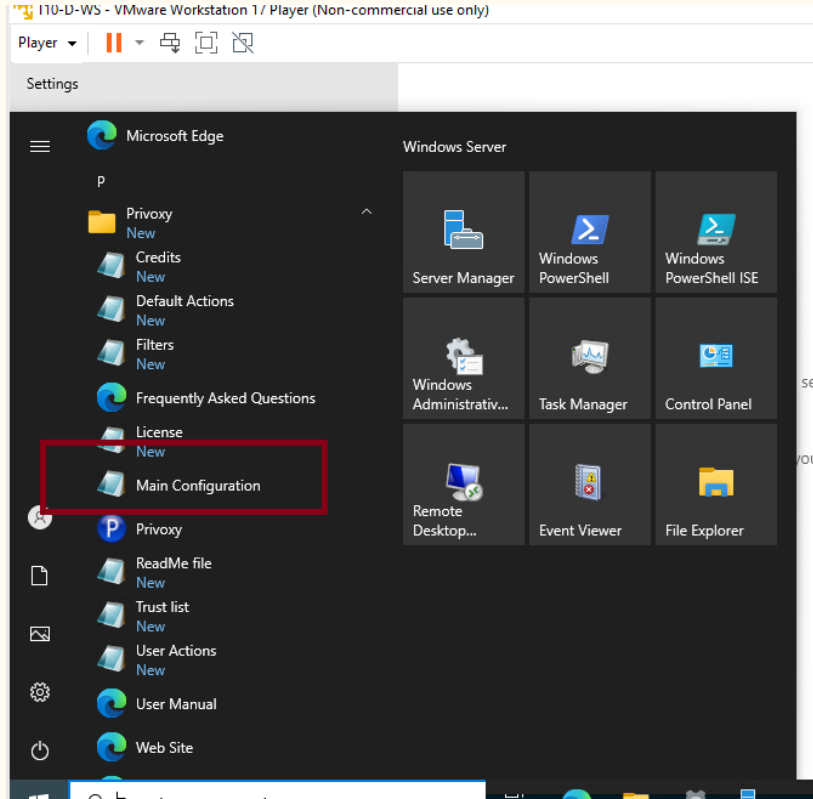 T10-D-WS - VMware Workstation 17 Player (Non-commercial use only)
Player
Settings
Microsoft Edge
P
Privoxy
New
Credits
New
Default Actions
New
Filters
New
Frequently Asked Questions
License
New
Main Configuration
Privoxy
ReadMe file
New
Trust list
New
User Actions
New
User Manual
Web Site
Windows Server
Server Manager
Windows
PowerShell
Windows
PowerShell ISE
Windows
Administrativ...
Task Manager
Control Panel
Remote
Desktop...
Event Viewer
File Explorer